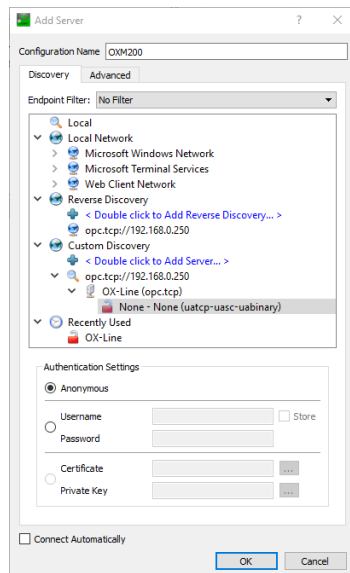 Add Server
?
Configuration Name OXM200
Discovery Advanced
Endpoint Filter: No Filter
Local
Local Network
Microsoft Windows Network
Microsoft Terminal Services
Web Client Network
Reverse Discovery
< Double click to Add Reverse Discovery... >
opc.tcp://192.168.0.250
Custom Discovery
< Double click to Add Server... >
opc.tcp://192.168.0.250
OX-Line (opc.tcp)
None - None (uatcp-uasc-uabinary)
Recently Used
OX-Line
Authentication Settings
Anonymous
Username Store
Password
Certificate ...
Private Key ...
Connect Automatically
OK Cancel